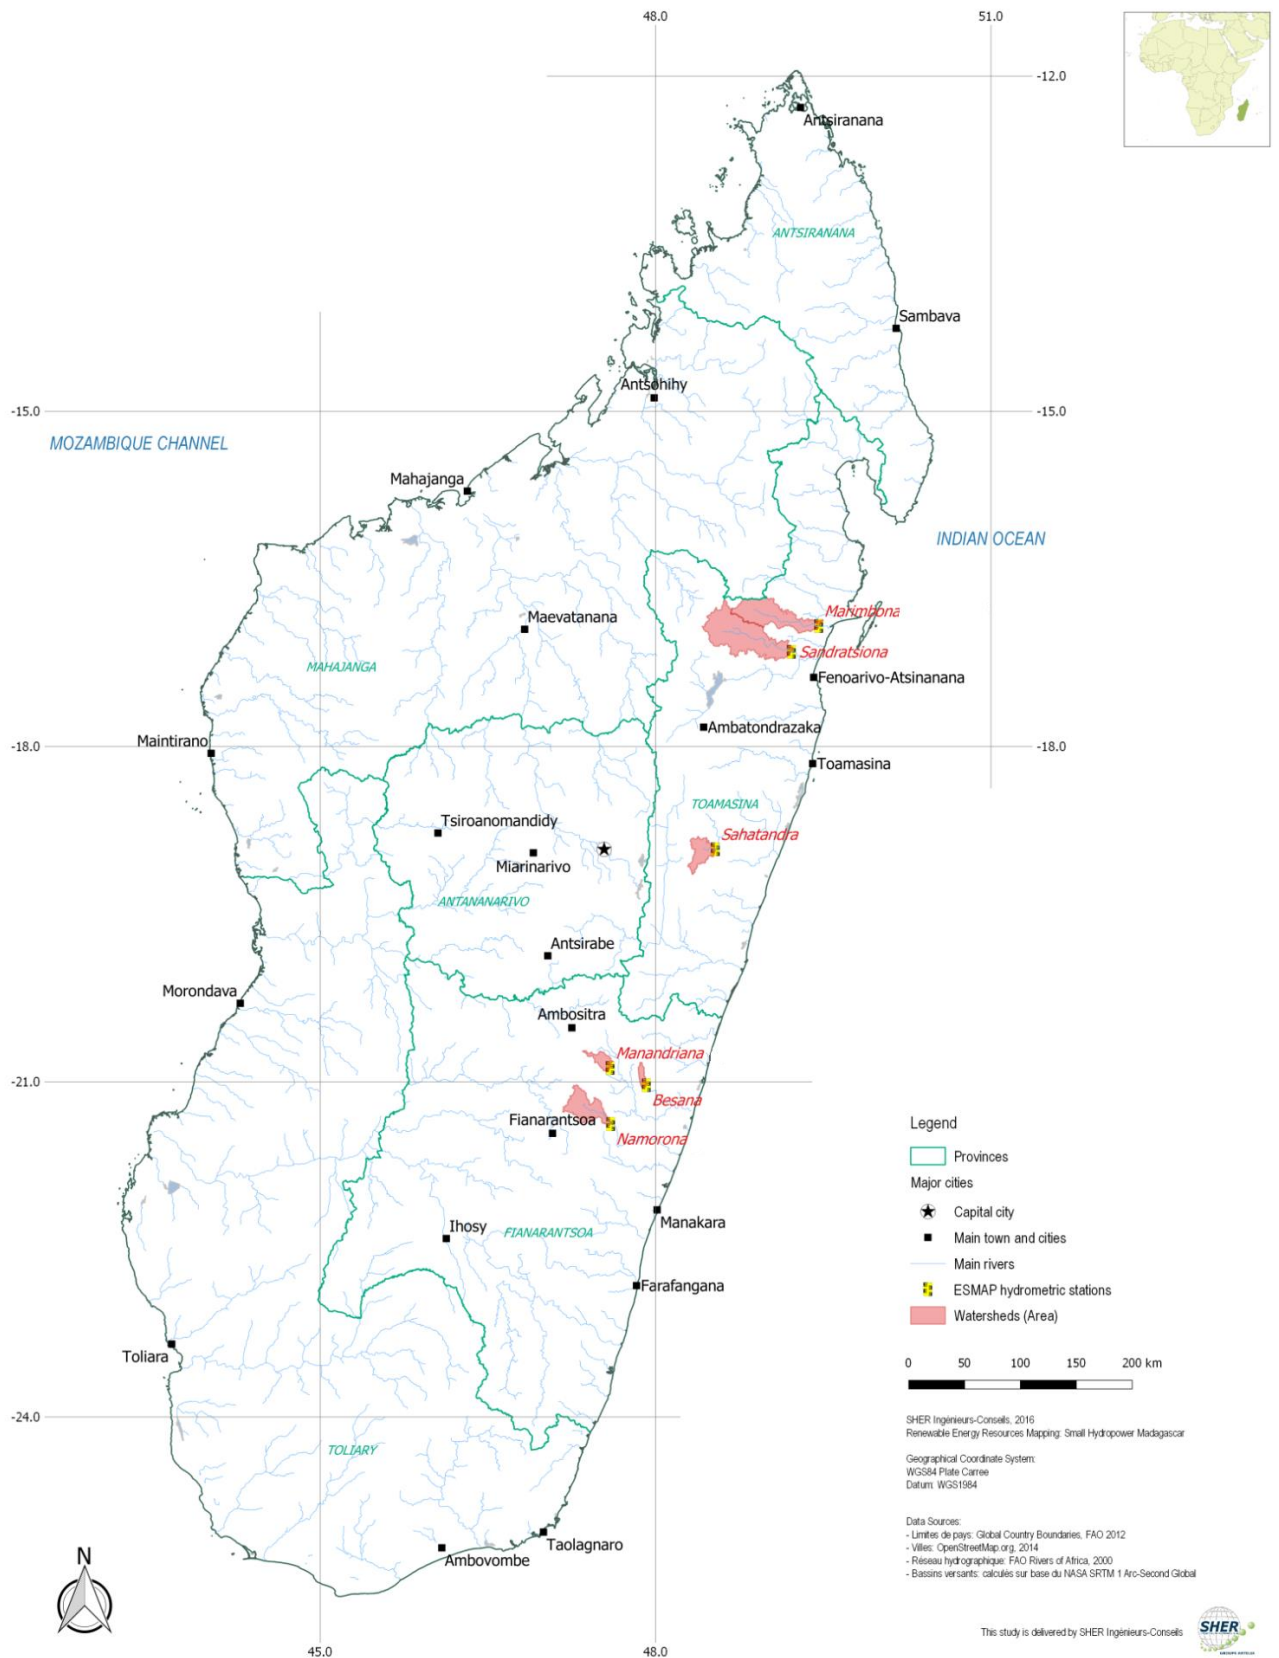 48.0
51.0
-12.0
Antsiranana
ANTSIRANANA
Sambava
Antsohihy
-15.0
-15.0
MOZAMBIQUE CHANNEL
Mahajanga
INDIAN OCEAN
Marimbona
Maevatanana
Sandratsiona
MAHAJANGA
Fenoarivo-Atsinanana
Ambatondrazaka
Maintirano
-18.0
Toamasina
TOAMASINA
Tsiroanomandidy
Sahatandra
Miarinarivo
ANTANANARIVO
Antsirabe
Morondava
Ambositra
Manandriana
-21.0
Besana
Fianarantsoa
Namorona
Manakara
Ihosy
FIANARANTSOA
Farafangana
Toliara
-24.0
TOLIARY
Taolagnaro
Ambovombe
N
45.0
48.0
Legend
Provinces
Major cities
Capital city
Main town and cities
Main rivers
ESMAP hydrometric stations
Watersheds (Area)
0 50 100 150 200 km
SHER Ingénieurs-Conseils, 2016
Renewable Energy Resources Mapping: Small Hydropower Madagascar
Geographical Coordinate System:
WGS84 Plate Carree
Datum: WGS1984
Data Sources:
- Limites de pays: Global Country Boundaries, FAO 2012
- Villes: OpenStreetMap.org, 2014
- Réseau hydrographique: FAO Rivers of Africa, 2000
- Bassins versants: calculés sur base du NASA SRTM 1 Arc-Second Global
This study is delivered by SHER Ingénieurs-Conseils
SHER
GROUPE ARTELIA